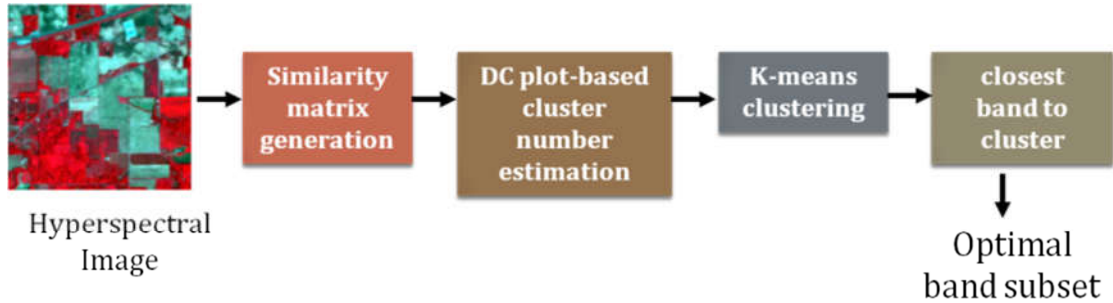 Hyperspectral
Image
Similarity
matrix
generation
DC plot-based
cluster
number
estimation
K-means
clustering
closest
band to
cluster
Optimal
band subset